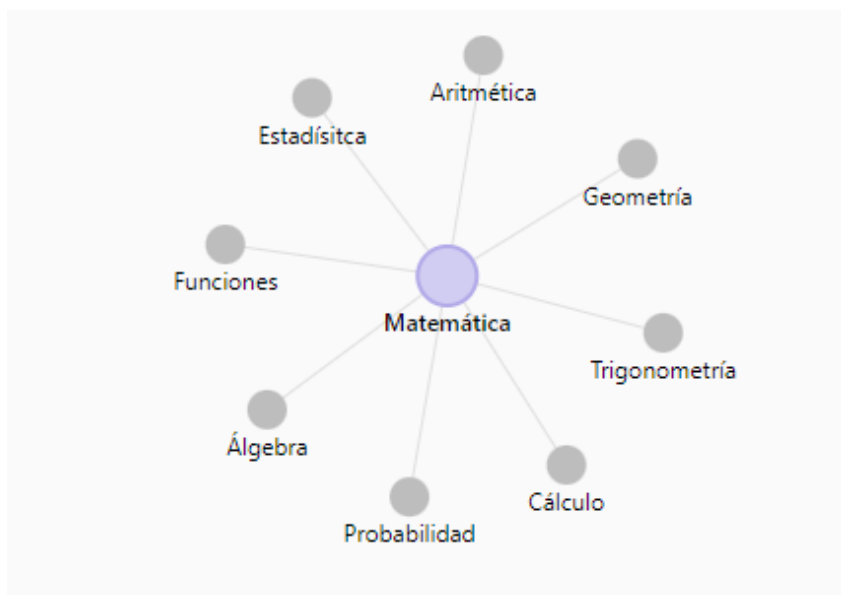 Aritmética
Estadísitca
Geometría
Funciones
Matemática
Trigonometría
Álgebra
Cálculo
Probabilidad